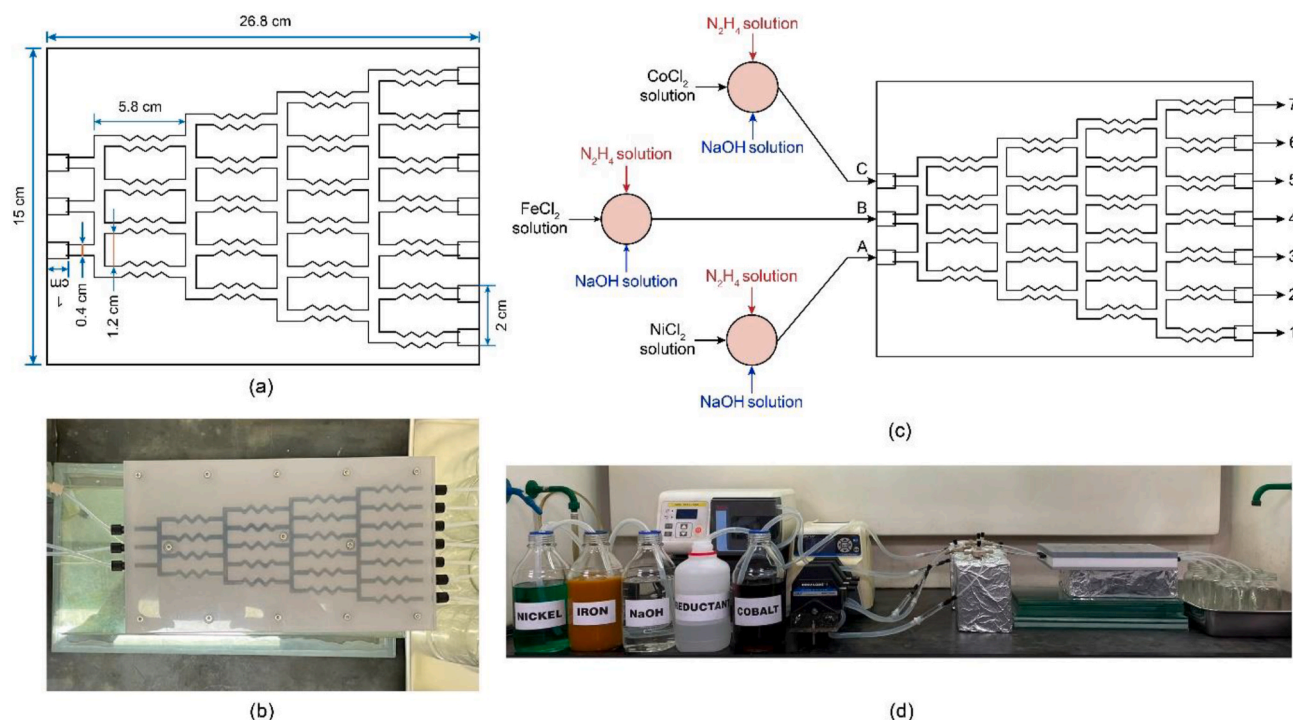 26.8 cm
15 cm
5.8 cm
1 cm
0.4 cm
1.2 cm
2 cm
(a)
N₂H₄ solution
CoCl₂
solution
NaOH solution
N₂H₄ solution
FeCl₂
solution
NaOH solution
N₂H₄ solution
NiCl₂
solution
NaOH solution
C
B
A
7
6
5
4
3
2
1
(c)
(b)
NICKEL
IRON
NaOH
REDUCTANT
COBALT
(d)